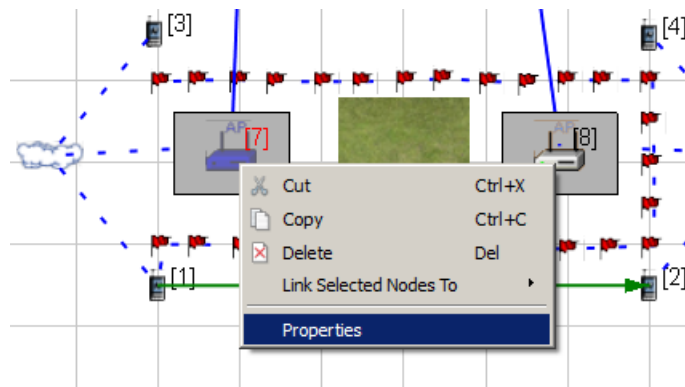 [3]
[4]
AP
[7]
AP
[8]
Cut Ctrl+X
Copy Ctrl+C
Delete Del
Link Selected Nodes To
Properties
[1]
[2]